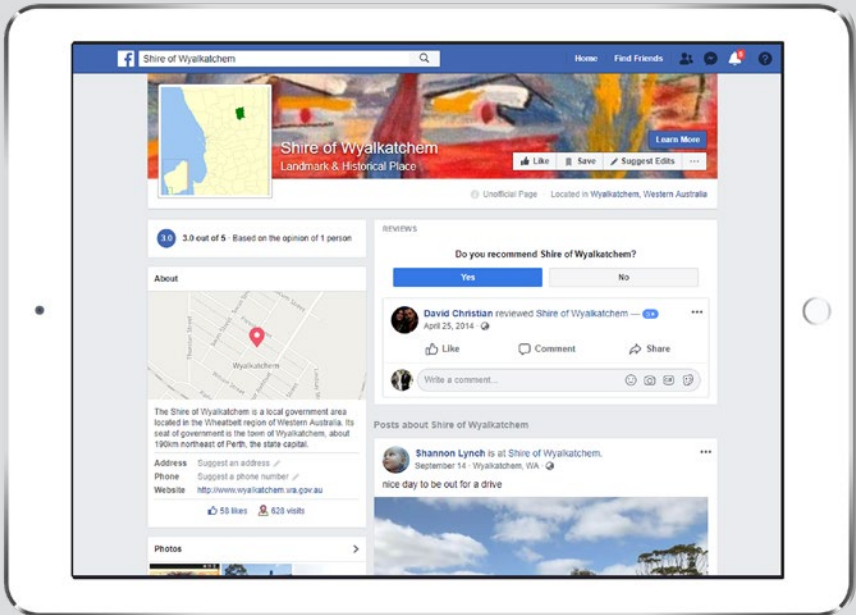 Shire of Wyalkatchem
Home
Find Friends
Shire of Wyalkatchem
Landmark & Historical Place
Learn More
Like
Save
Suggest Edits
Unofficial Page
Located in Wyalkatchem, Western Australia
3.0
3.0 out of 5 · Based on the opinion of 1 person
About
Wyalkatchem
The Shire of Wyalkatchem is a local government area
located in the Wheatbelt region of Western Australia. Its
seat of government is the town of Wyalkatchem, about
190km northeast of Perth, the state capital.
Address Suggest an address
Phone Suggest a phone number
Website http://www.wyalkatchem.wa.gov.au
58 likes 628 visits
Photos
REVIEWS
Do you recommend Shire of Wyalkatchem?
Yes
No
David Christian reviewed Shire of Wyalkatchem —
April 25, 2014 ·
Like
Comment
Share
Write a comment...
Posts about Shire of Wyalkatchem
Shannon Lynch is at Shire of Wyalkatchem.
September 14 · Wyalkatchem, WA ·
nice day to be out for a drive